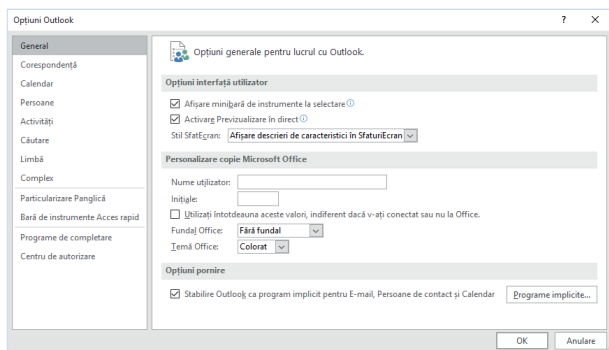 Opțiuni Outlook
? ×
General
Corespondență
Calendar
Persoane
Activități
Căutare
Limbă
Complex
Particularizare Panglică
Bară de instrumente Acces rapid
Programe de completare
Centru de autorizare
Opțiuni generale pentru lucrul cu Outlook.
Opțiuni interfață utilizator
Afișare minibară de instrumente la selectare
Activare Previzualizare în direct
Stil SfatEcran: Afișare descrieri de caracteristici în SfaturiEcran
Personalizare copie Microsoft Office
Nume utilizator:
Inițiale:
Utilizați întotdeauna aceste valori, indiferent dacă v-ați conectat sau nu la Office.
Fundal Office: Fără fundal
Temă Office: Colorat
Opțiuni pornire
Stabilire Outlook ca program implicit pentru E-mail, Persoane de contact și Calendar Programe implicite...
OK Anulare